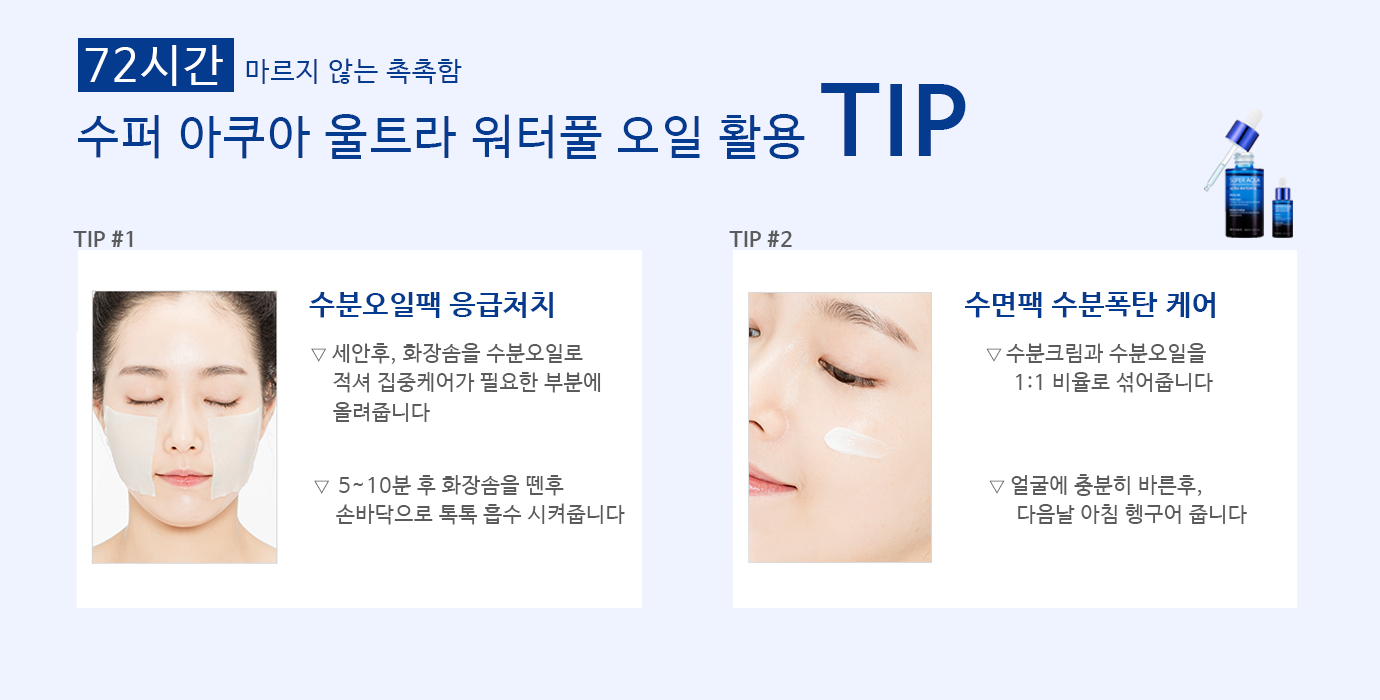 72시간 마르지 않는 촉촉함
수퍼 아쿠아 울트라 워터풀 오일 활용 TIP
SUPER AQUA
TIP #1
수분오일팩 응급처치
▽ 세안후, 화장솜을 수분오일로
적셔 집중케어가 필요한 부분에
올려줍니다
▽ 5~10분 후 화장솜을 뗀후
손바닥으로 톡톡 흡수 시켜줍니다
TIP #2
수면팩 수분폭탄 케어
▽ 수분크림과 수분오일을
1:1 비율로 섞어줍니다
▽ 얼굴에 충분히 바른후,
다음날 아침 헹구어 줍니다